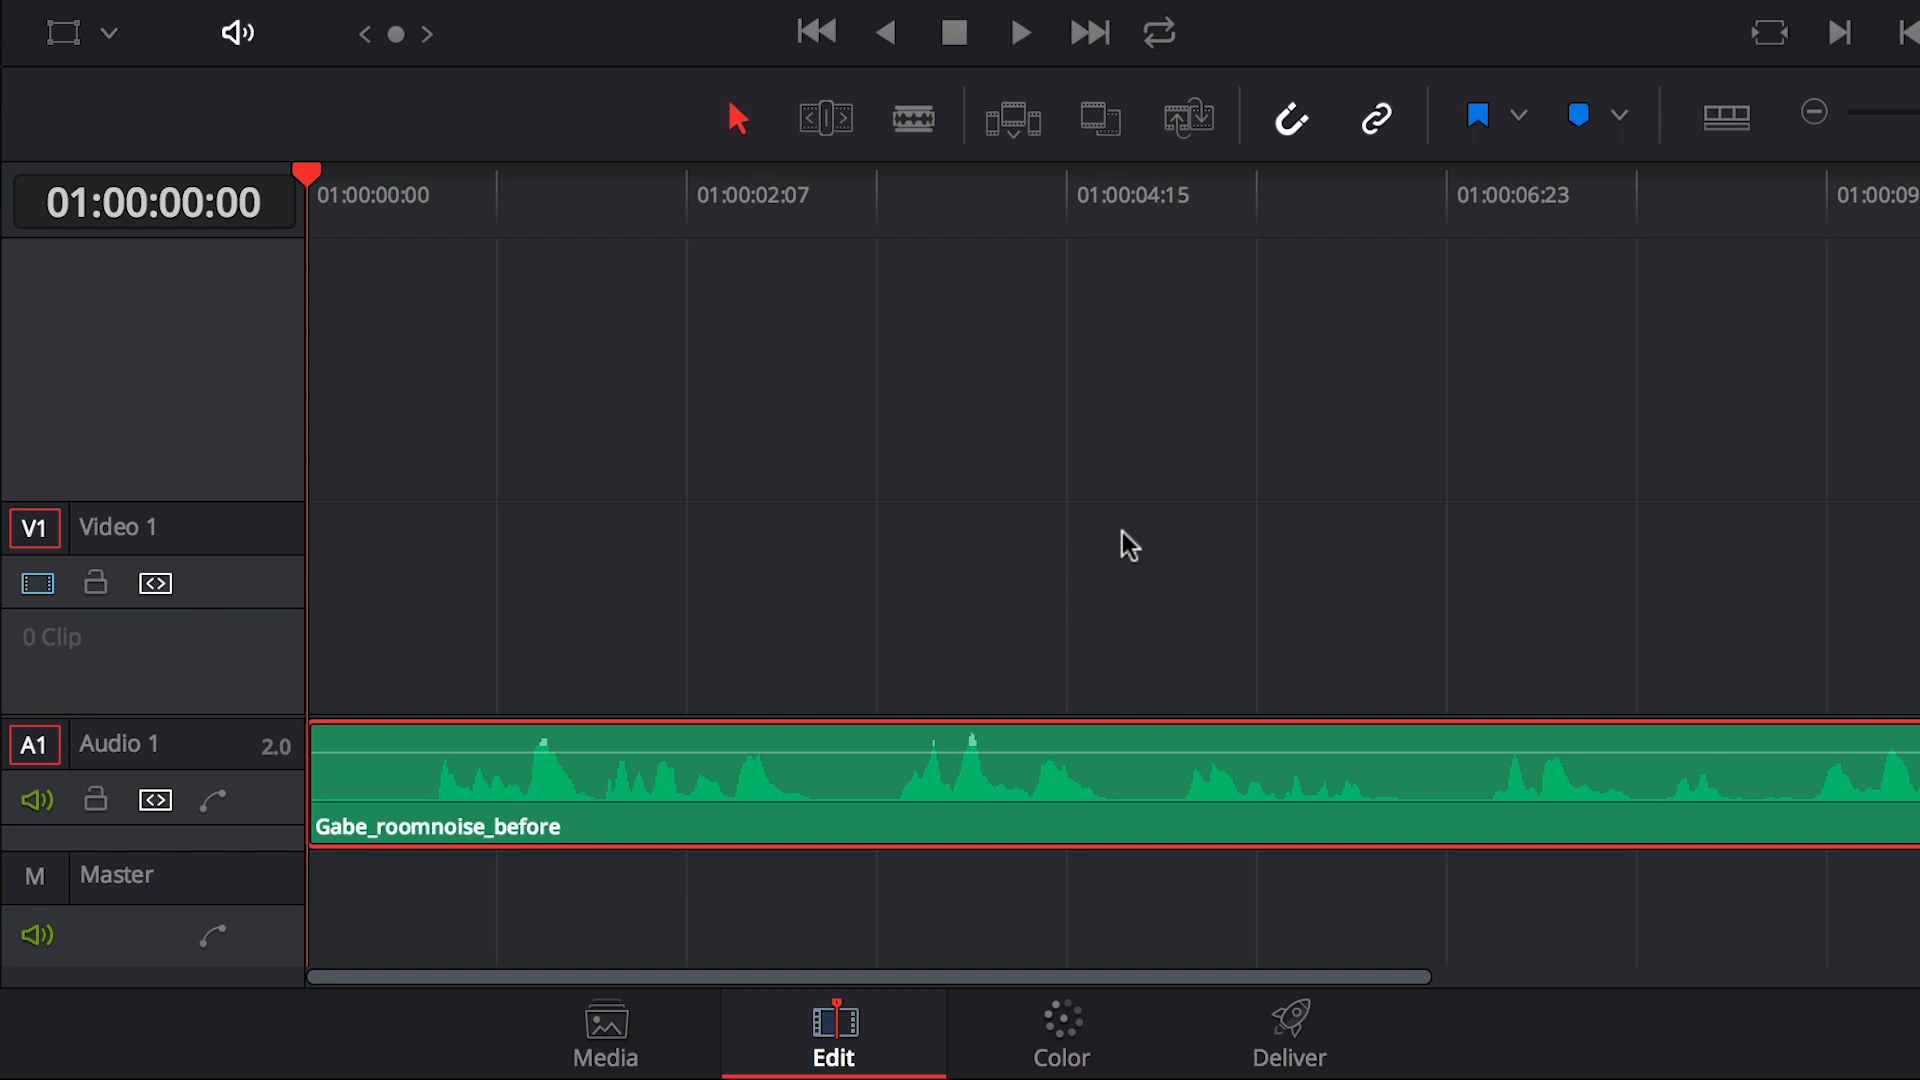 01:00:00:00
01:00:00:00
01:00:02:07
01:00:04:15
01:00:06:23
01:00:09
V1
Video 1
0 Clip
A1
Audio 1
2.0
Gabe_roomnoise_before
M
Master
Media
Edit
Color
Deliver